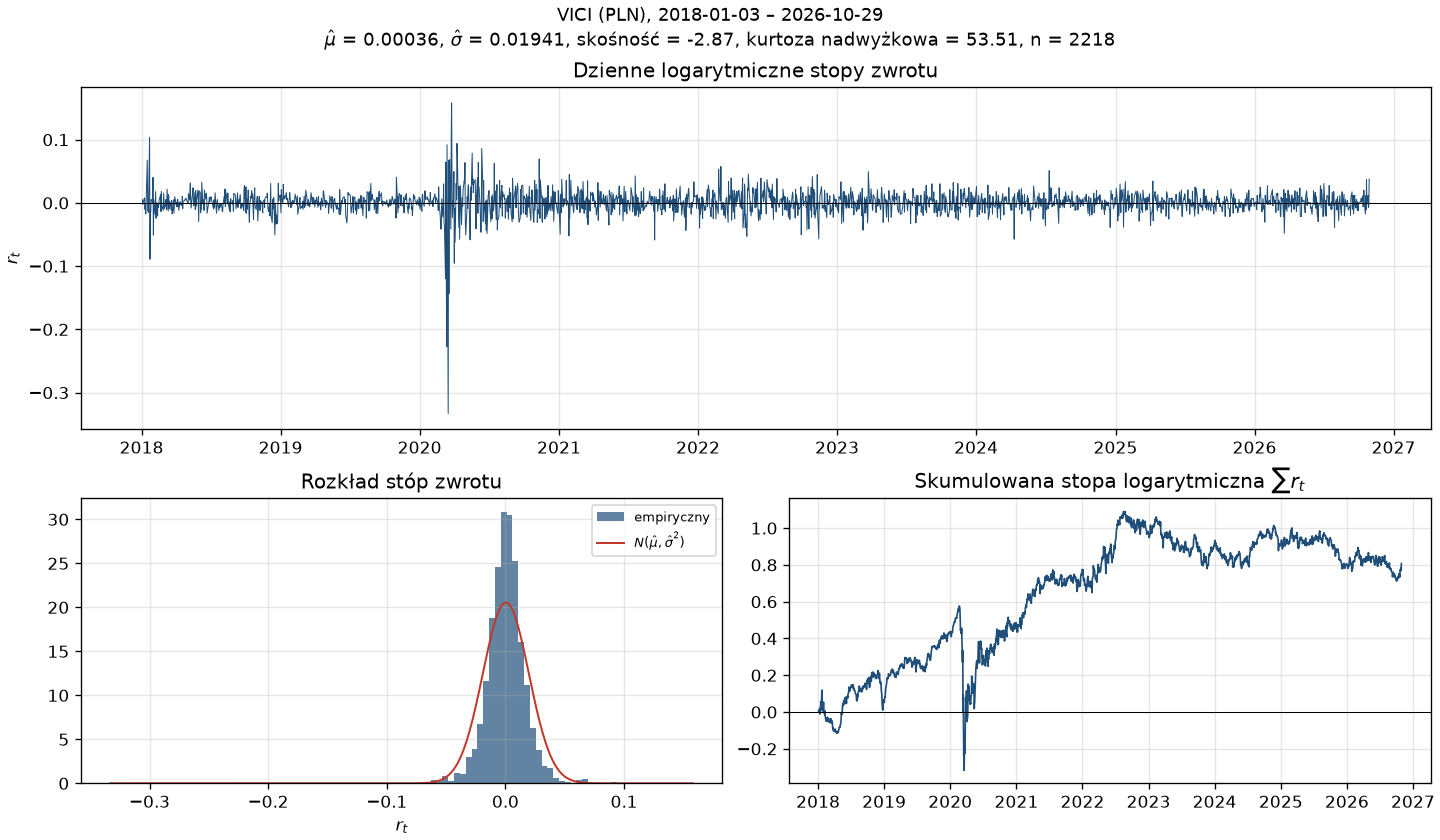 VICI (PLN), 2018-01-03 – 2026-10-29
μ̂ = 0.00036, σ̂ = 0.01941, skośność = -2.87, kurtoza nadwyżkowa = 53.51, n = 2218
Dzienne logarytmiczne stopy zwrotu
0.1
0.0
−0.1
−0.2
−0.3
r_t
2018 2019 2020 2021 2022 2023 2024 2025 2026 2027
Rozkład stóp zwrotu
empiryczny
N(μ̂, σ̂²)
30
25
20
15
10
5
0
−0.3 −0.2 −0.1 0.0 0.1
r_t
Skumulowana stopa logarytmiczna ∑r_t
1.0
0.8
0.6
0.4
0.2
0.0
−0.2
2018 2019 2020 2021 2022 2023 2024 2025 2026 2027